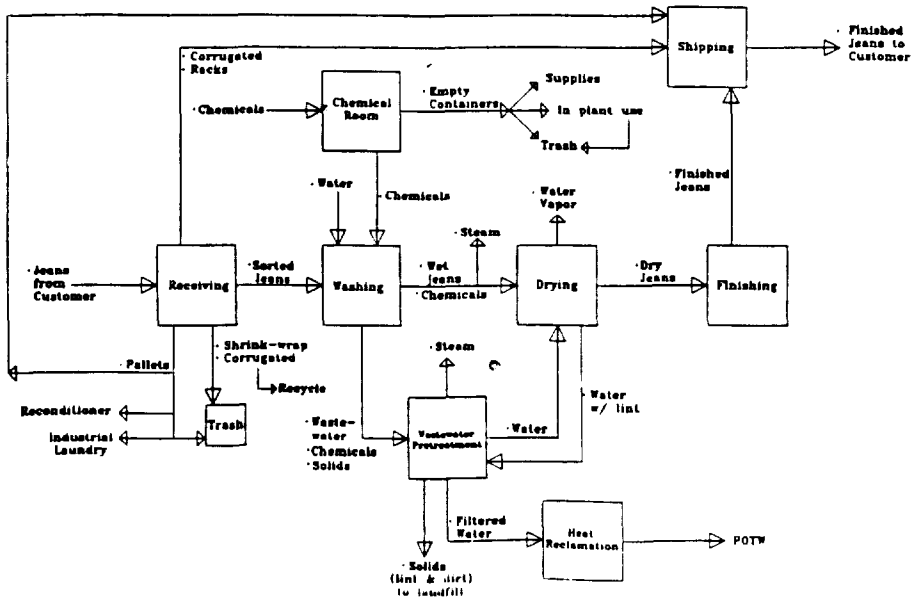 · Finished
Jeans to
Customer
Shipping
· Corrugated
· Racks
· Chemicals
Chemical
Room
· Empty
Containers
Supplies
In plant use
Trash
· Finished
Jeans
· Water
· Chemicals
· Water
Vapor
· Steam
· Jeans
from
Customer
Receiving
· Sorted
Jeans
Washing
· Wet
Jeans
· Chemicals
Drying
· Dry
Jeans
Finishing
· Pallets
· Shrink-wrap
· Corrugated
Recycle
· Steam
· Water
w/ lint
Reconditioner
Industrial
Laundry
Trash
· Waste-
water
· Chemicals
· Solids
Wastewater
Pretreatment
· Water
· Filtered
Water
Heat
Reclamation
POTW
· Solids
(lint & dirt)
to landfill